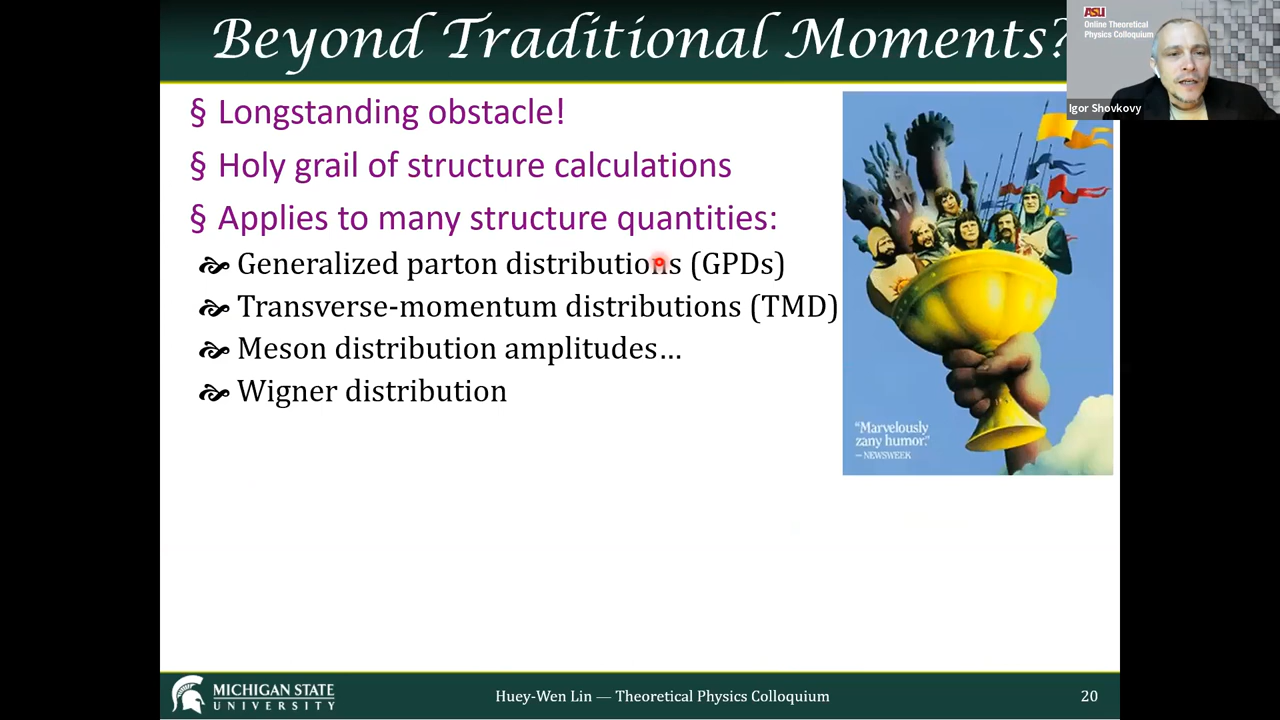 Beyond Traditional Moments?
ASU
Online Theoretical
Physics Colloquium
Igor Shovkovy
§ Longstanding obstacle!
§ Holy grail of structure calculations
§ Applies to many structure quantities:
Generalized parton distributions (GPDs)
Transverse-momentum distributions (TMD)
Meson distribution amplitudes…
Wigner distribution
“Marvelously
zany humor.”
— NEWSWEEK
MICHIGAN STATE
UNIVERSITY
Huey-Wen Lin — Theoretical Physics Colloquium
20